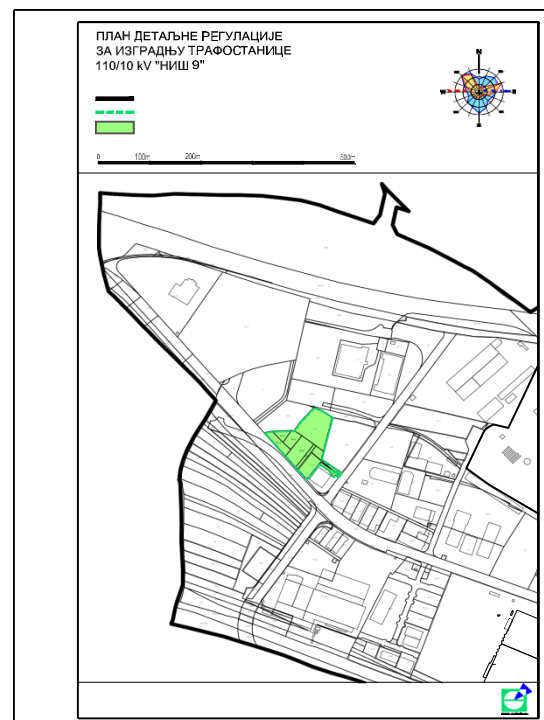 ПЛАН ДЕТАЉНЕ РЕГУЛАЦИЈЕ
ЗА ИЗГРАДЊУ ТРАФОСТАНИЦЕ
110/10 kV "НИШ 9"
N
0 100m 200m 500m